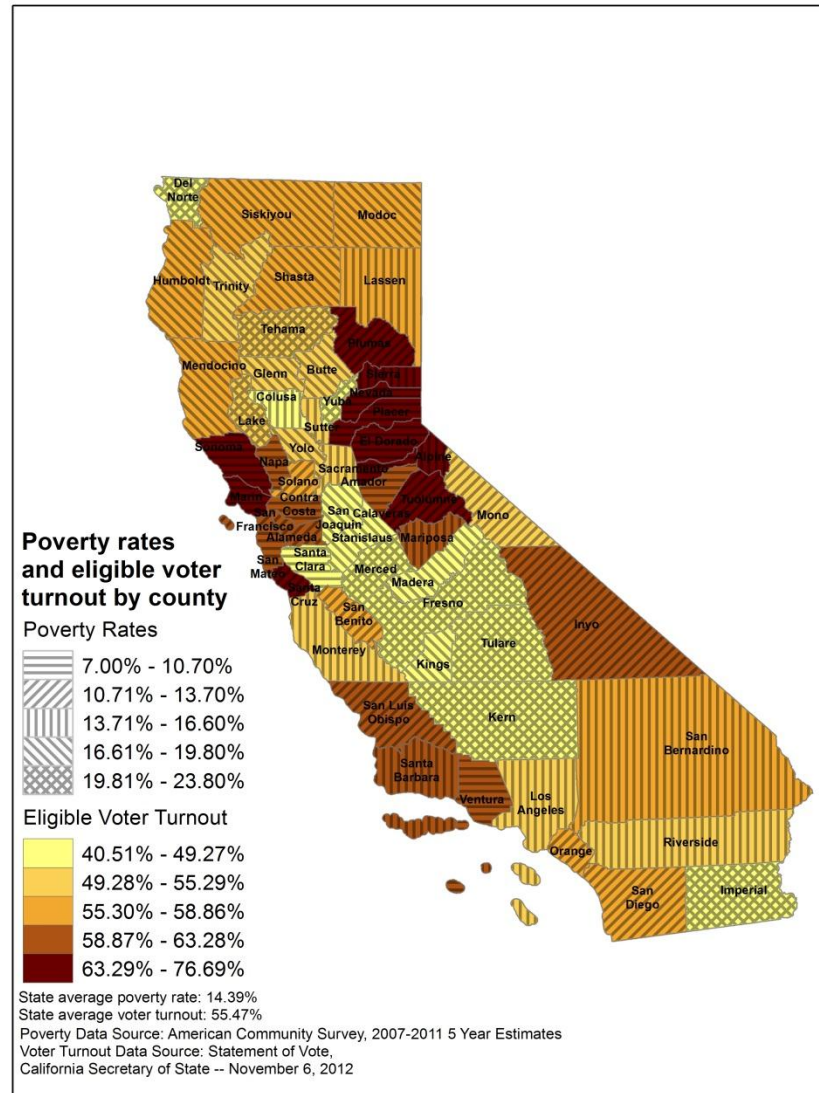 Del
Norte
Siskiyou
Modoc
Humboldt
Trinity
Shasta
Lassen
Tehama
Plumas
Mendocino
Glenn
Butte
Sierra
Colusa
Yuba
Nevada
Placer
Lake
Sutter
El Dorado
Sonoma
Yolo
Alpine
Napa
Sacramento
Amador
Solano
Marin
Contra
Costa
San
Joaquin
Calaveras
Tuolumne
Mono
San
Francisco
Stanislaus
Mariposa
Alameda
Santa
Clara
San
Mateo
Merced
Madera
Santa
Cruz
Fresno
San
Benito
Inyo
Tulare
Monterey
Kings
San Luis
Obispo
Kern
San
Bernardino
Santa
Barbara
Ventura
Los
Angeles
Orange
Riverside
San
Diego
Imperial
Poverty rates
and eligible voter
turnout by county
Poverty Rates
7.00% - 10.70%
10.71% - 13.70%
13.71% - 16.60%
16.61% - 19.80%
19.81% - 23.80%
Eligible Voter Turnout
40.51% - 49.27%
49.28% - 55.29%
55.30% - 58.86%
58.87% - 63.28%
63.29% - 76.69%
State average poverty rate: 14.39%
State average voter turnout: 55.47%
Poverty Data Source: American Community Survey, 2007-2011 5 Year Estimates
Voter Turnout Data Source: Statement of Vote,
California Secretary of State -- November 6, 2012